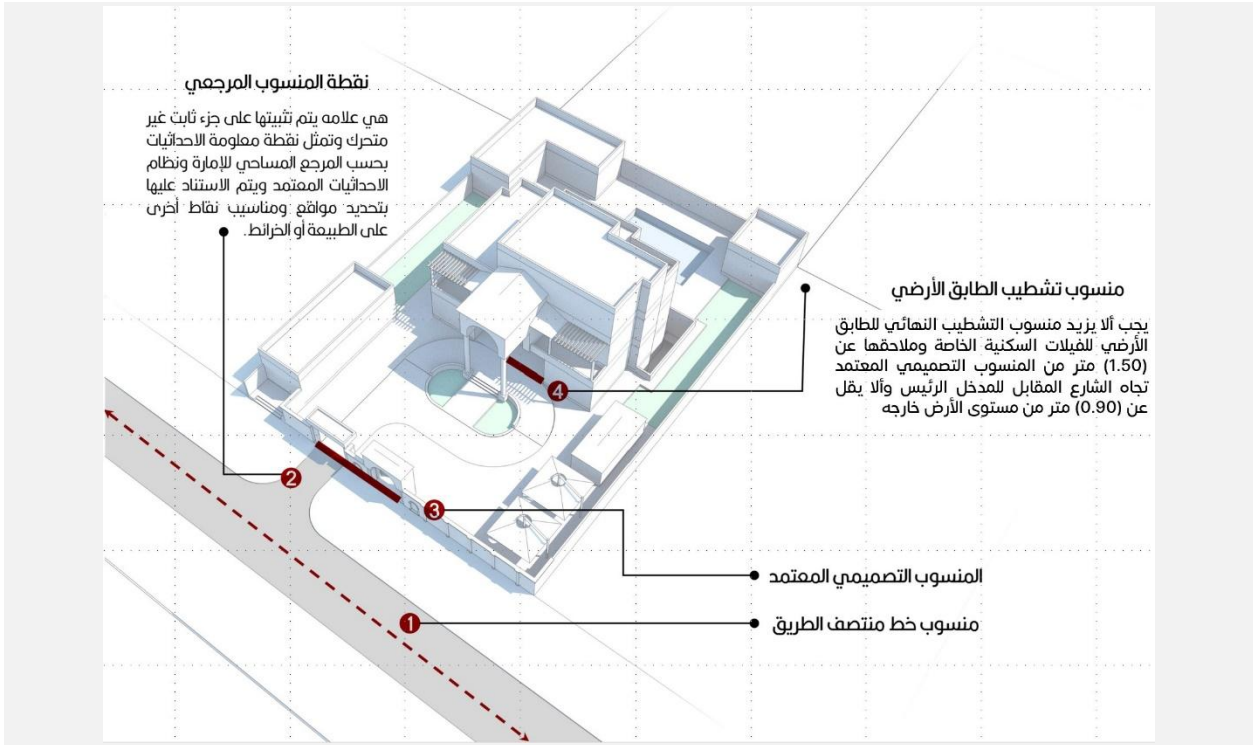 نقطة المنسوب المرجعي
هي علامه يتم تثبيتها على جزء ثابت غير
متحرك وتمثل نقطة معلومة الاحداثيات
بحسب المرجع المساحي للإمارة ونظام
الاحداثيات المعتمد ويتم الاستناد عليها
بتحديد مواقع ومناسيب نقاط أخرى
على الطبيعة أو الخرائط.
منسوب تشطيب الطابق الأرضي
يجب ألا يزيد منسوب التشطيب النهائي للطابق
الأرضي للفيلات السكنية الخاصة وملاحقها عن
(1.50) متر من المنسوب التصميمي المعتمد
تجاه الشارع المقابل للمدخل الرئيس وألا يقل
عن (0.90) متر من مستوى الأرض خارجه
4
2
3
المنسوب التصميمي المعتمد
1
منسوب خط منتصف الطريق